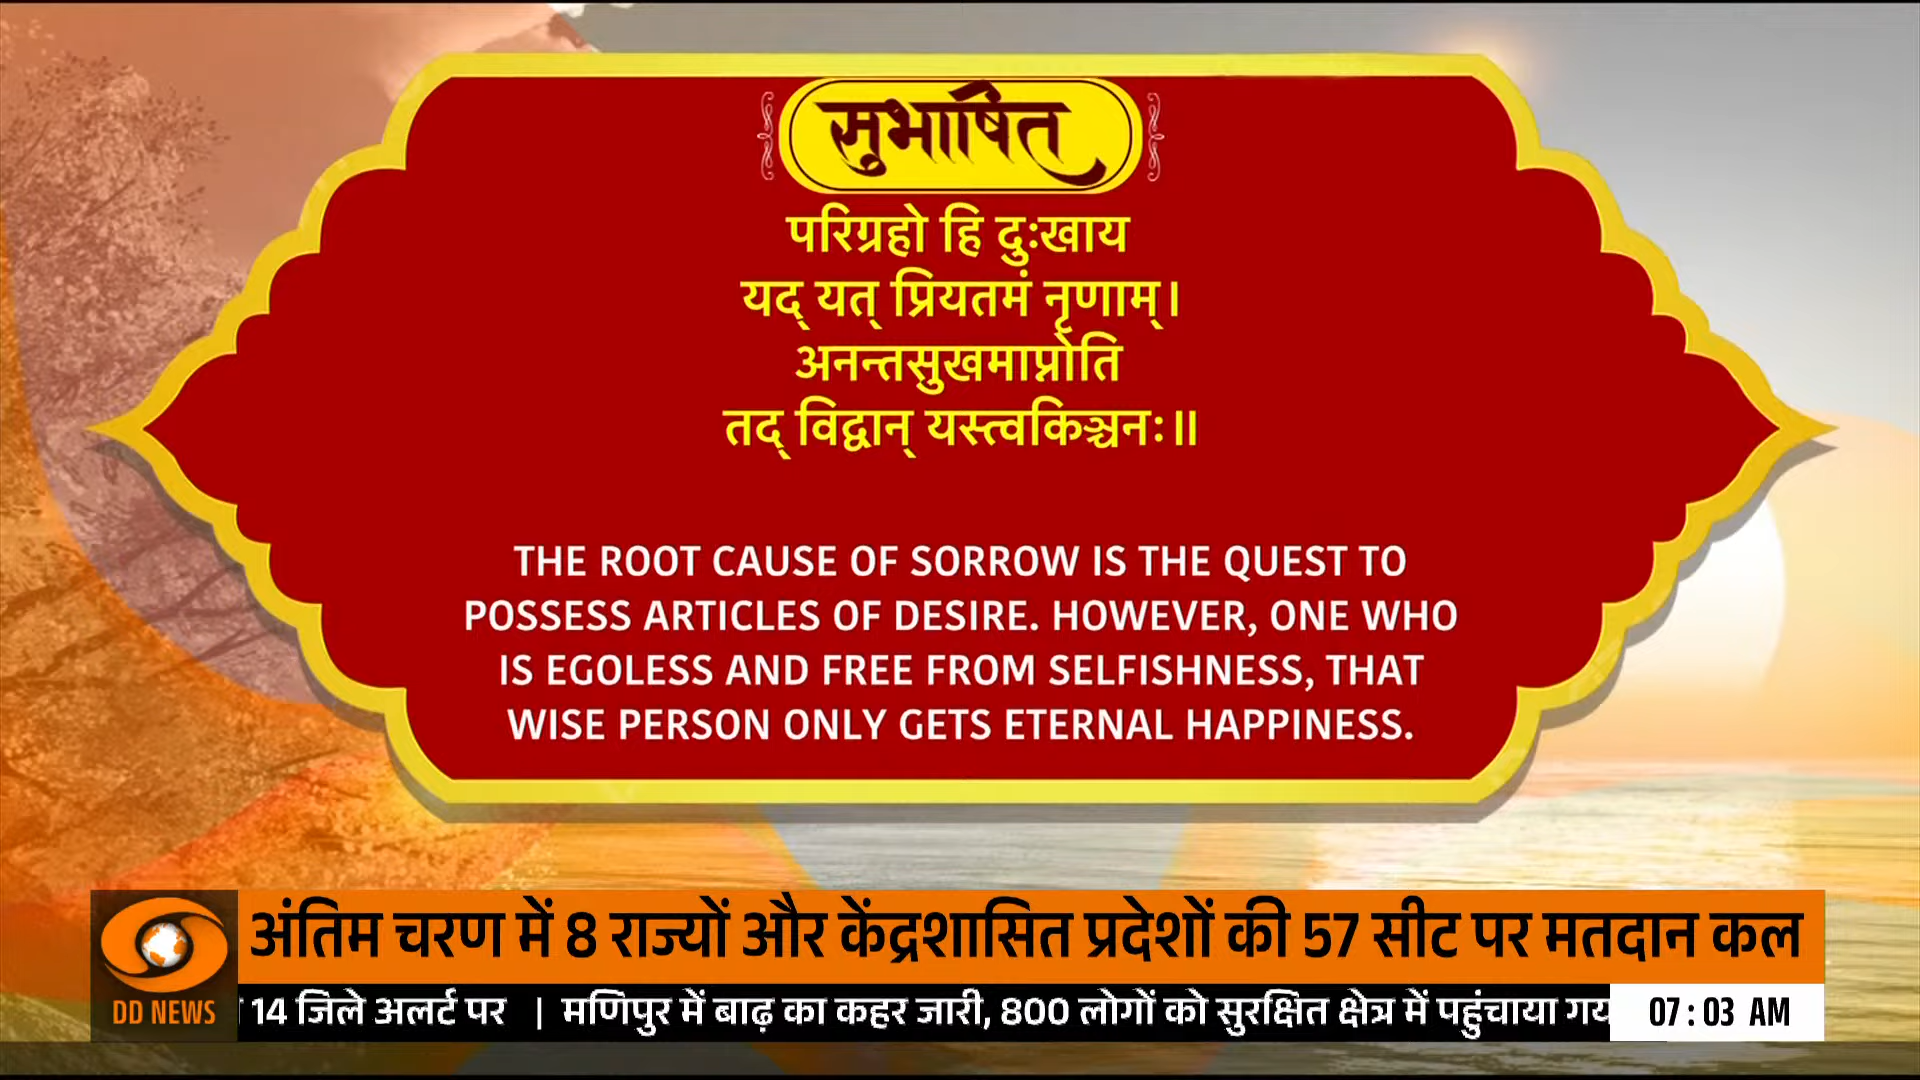 सुभाषित
परिग्रहो हि दुःखाय
यद् यत् प्रियतमं नृणाम्।
अनन्तसुखमाप्नोति
तद् विद्वान् यस्त्वकिञ्चनः॥
THE ROOT CAUSE OF SORROW IS THE QUEST TO
POSSESS ARTICLES OF DESIRE. HOWEVER, ONE WHO
IS EGOLESS AND FREE FROM SELFISHNESS, THAT
WISE PERSON ONLY GETS ETERNAL HAPPINESS.
अंतिम चरण में 8 राज्यों और केंद्रशासित प्रदेशों की 57 सीट पर मतदान कल
DD NEWS
14 जिले अलर्ट पर | मणिपुर में बाढ़ का कहर जारी, 800 लोगों को सुरक्षित क्षेत्र में पहुंचाया
07:03 AM